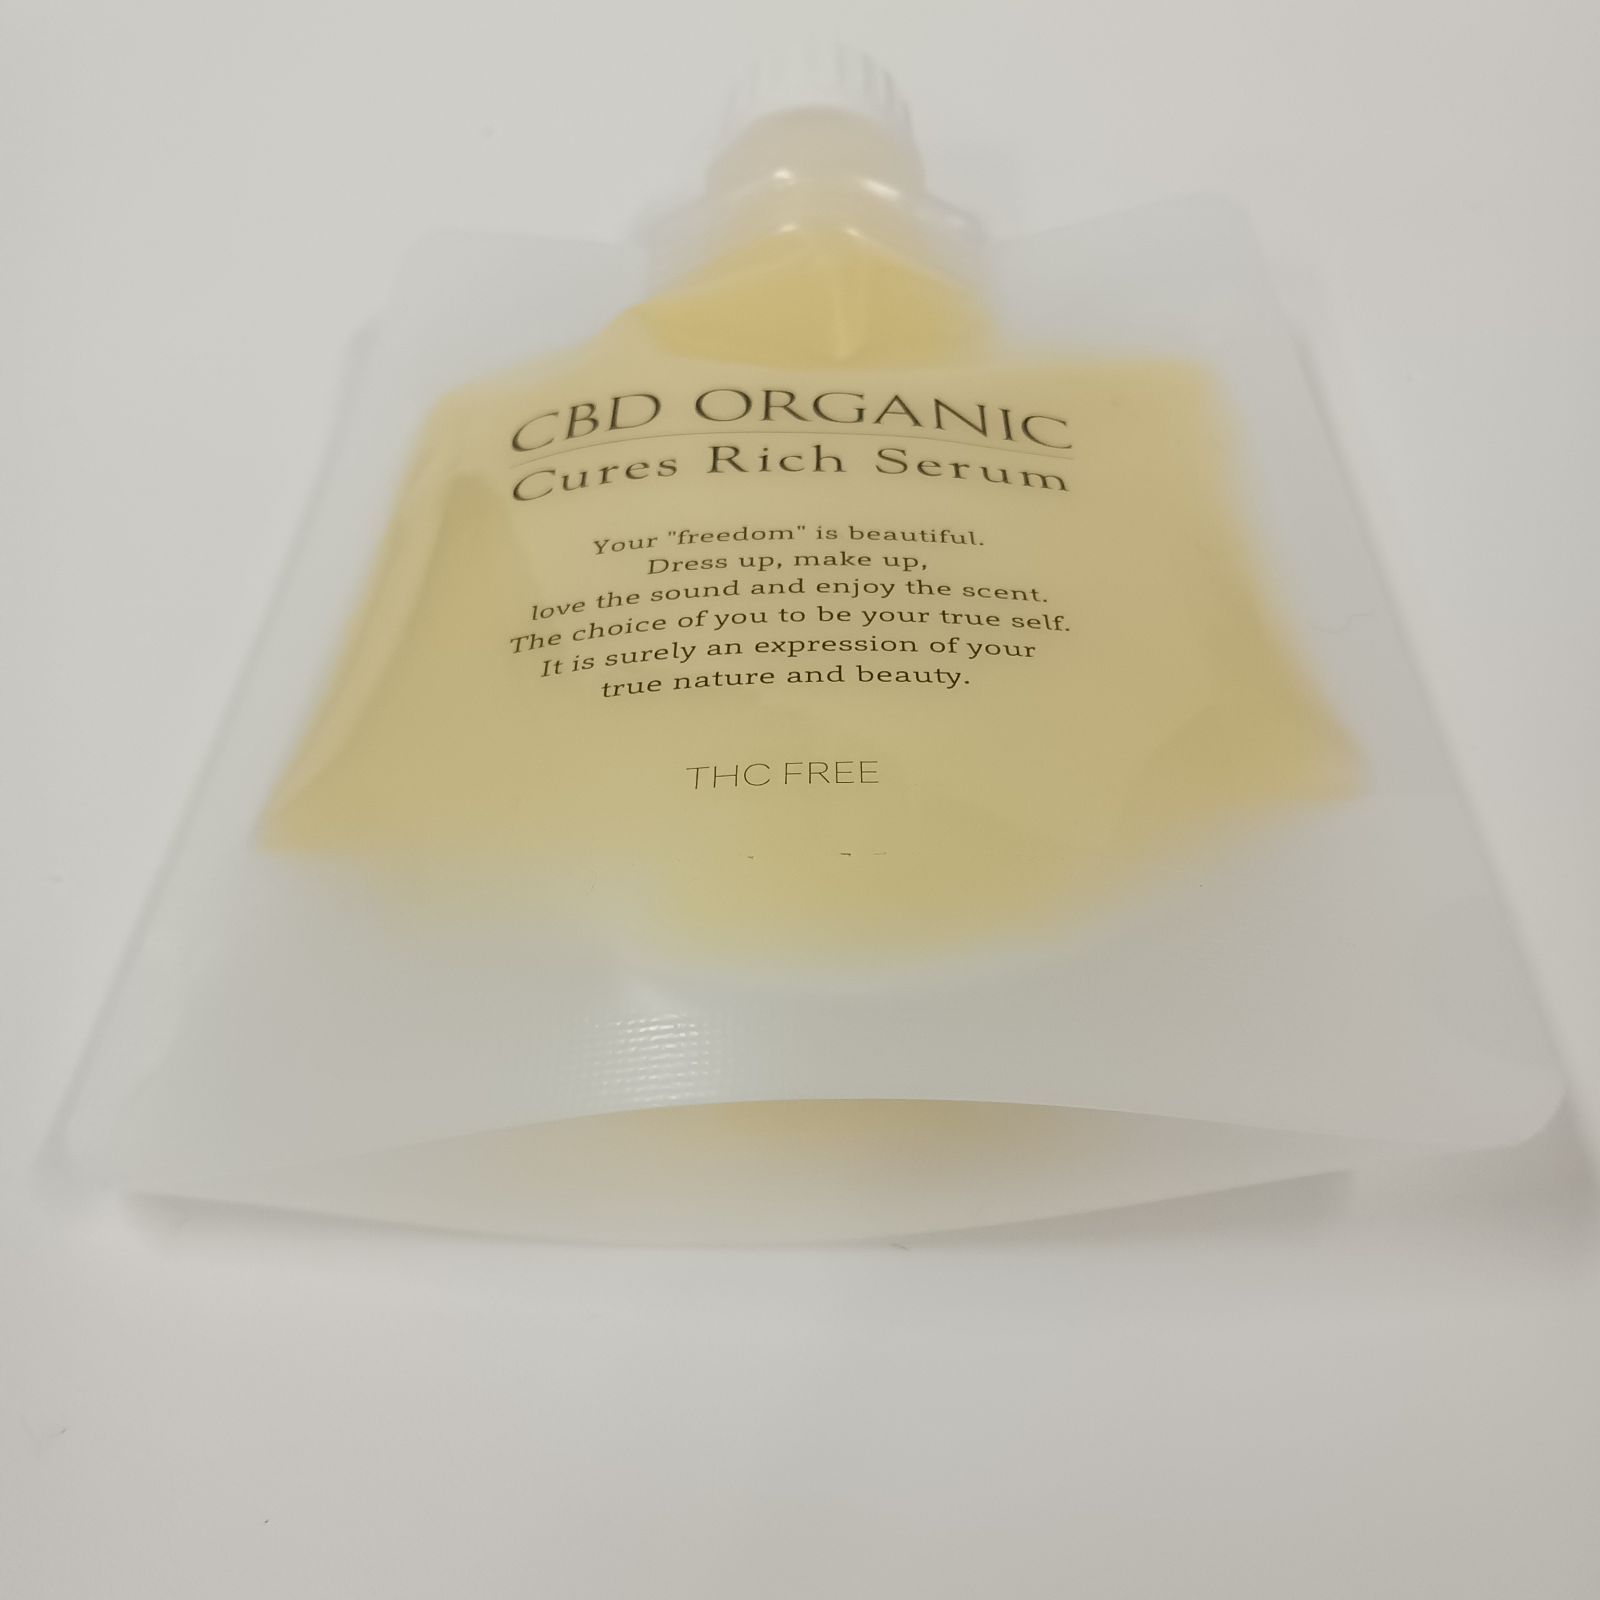 CBD ORGANIC
Cures Rich Serum
Your "freedom" is beautiful.
Dress up, make up,
love the sound and enjoy the scent.
The choice of you to be your true self.
It is surely an expression of your
true nature and beauty.
THC FREE